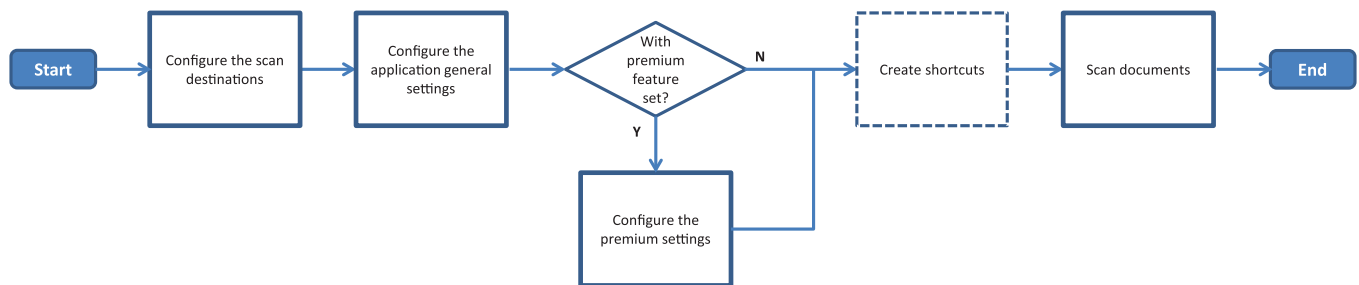 Start
Configure the scan
destinations
Configure the
application general
settings
With
premium
feature
set?
N
Y
Configure the
premium settings
Create shortcuts
Scan documents
End